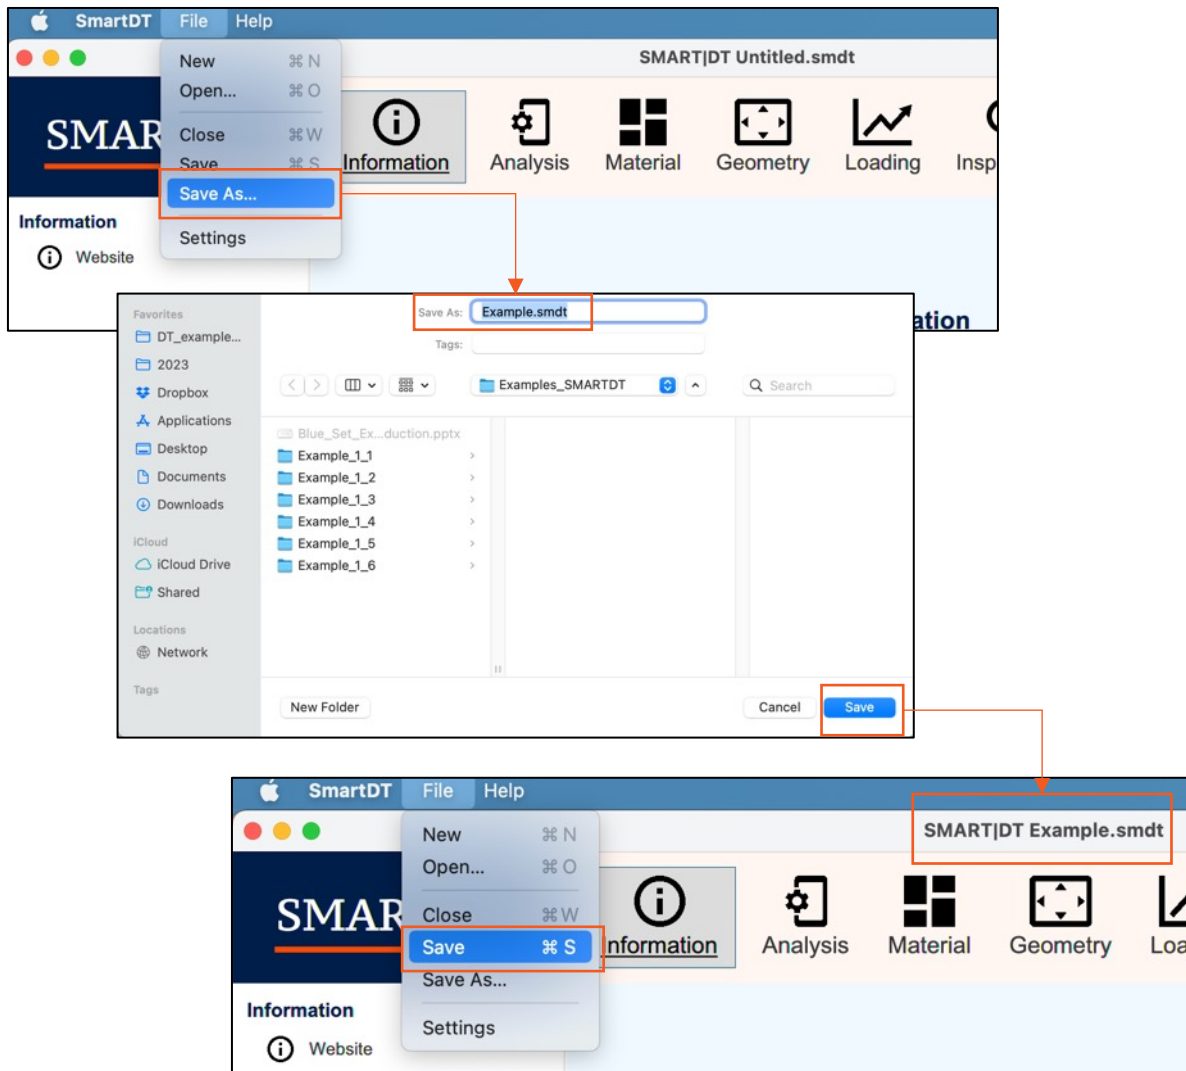 SmartDT File Help
SMART|DT Untitled.smdt
New ⌘ N
Open... ⌘ O
Close ⌘ W
Save ⌘ S
Save As...
Settings
SMAR
Information Analysis Material Geometry Loading Insp
Information
Website
ation
Favorites
DT_example...
2023
Dropbox
Applications
Desktop
Documents
Downloads
iCloud
iCloud Drive
Shared
Locations
Network
Tags
Save As: Example.smdt
Tags:
Examples_SMARTDT
Search
Blue_Set_Ex...duction.pptx
Example_1_1
Example_1_2
Example_1_3
Example_1_4
Example_1_5
Example_1_6
New Folder Cancel Save
SmartDT File Help
SMART|DT Example.smdt
New ⌘ N
Open... ⌘ O
Close ⌘ W
Save ⌘ S
Save As...
Settings
SMAR
nformation Analysis Material Geometry Loa
Information
Website